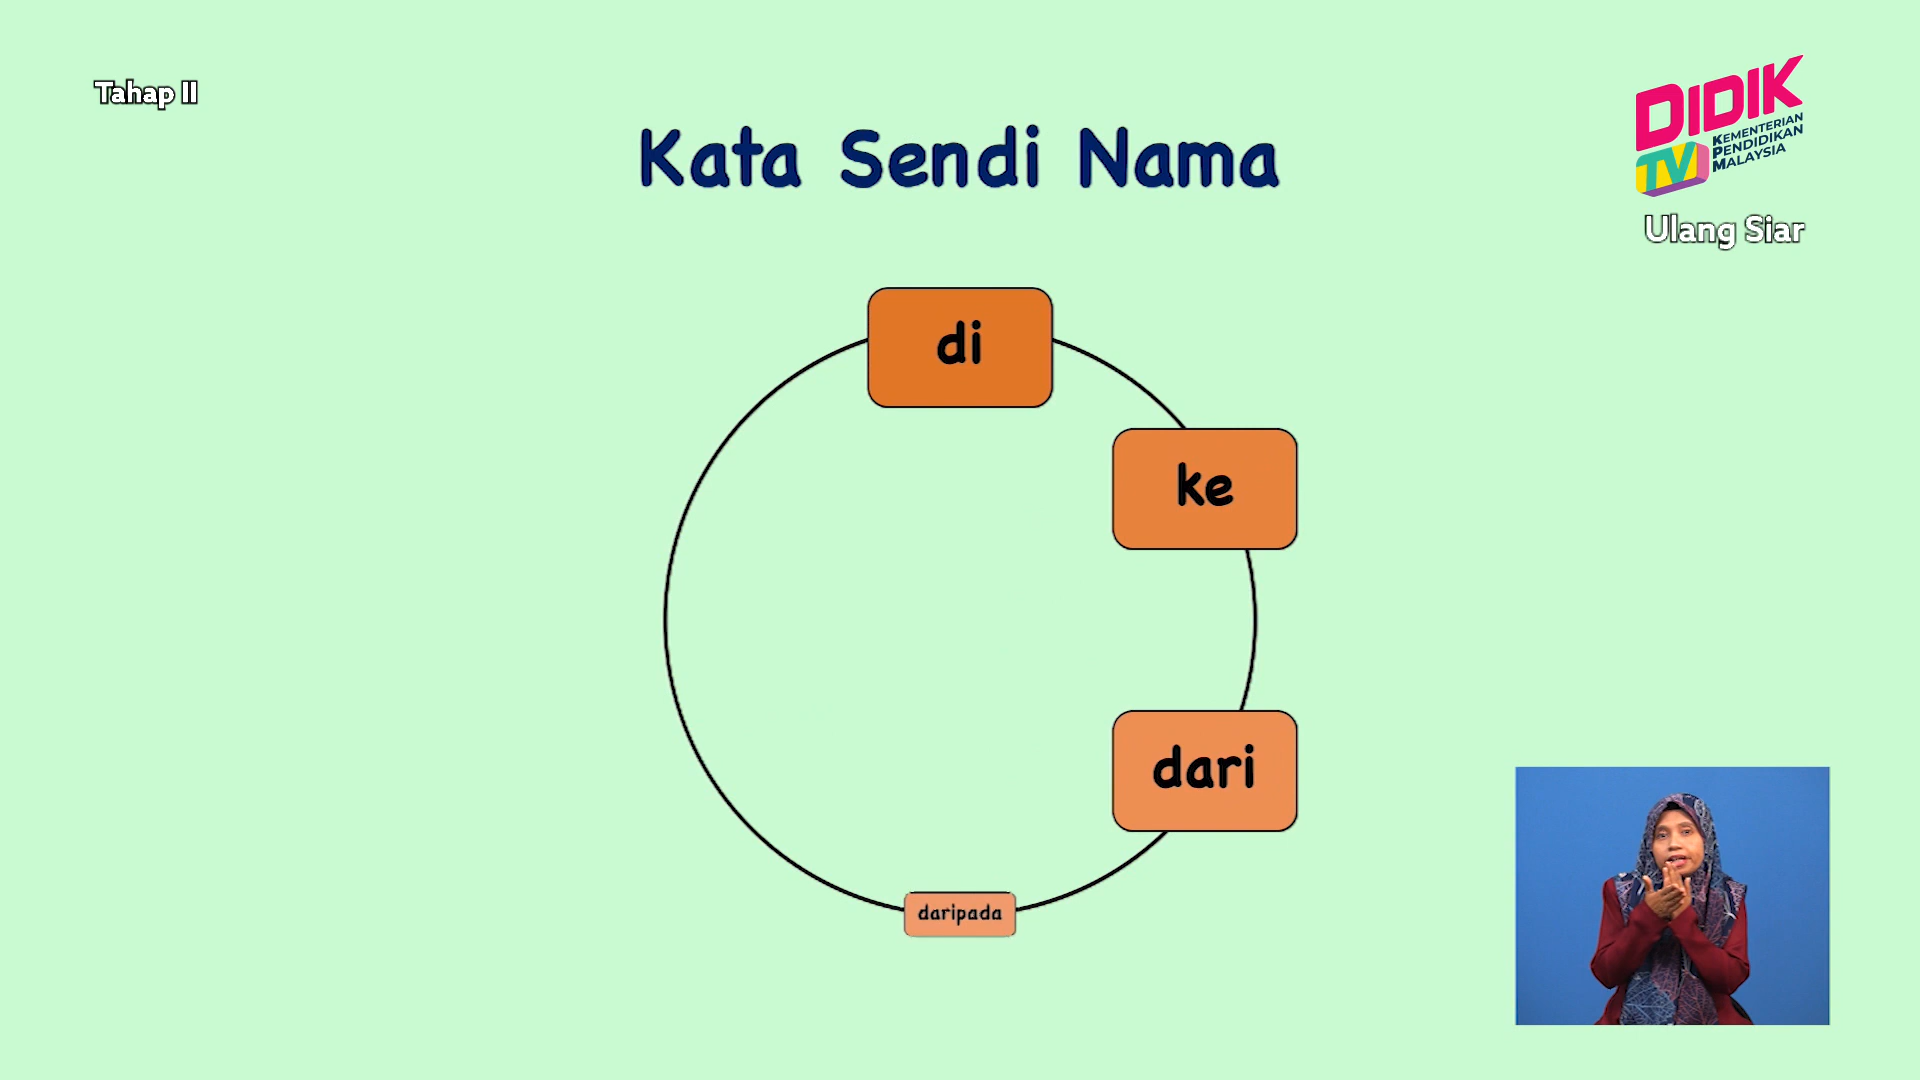 Tahap II
DIDIK
TV
KEMENTERIAN
PENDIDIKAN
MALAYSIA
Ulang Siar
Kata Sendi Nama
di
ke
dari
daripada